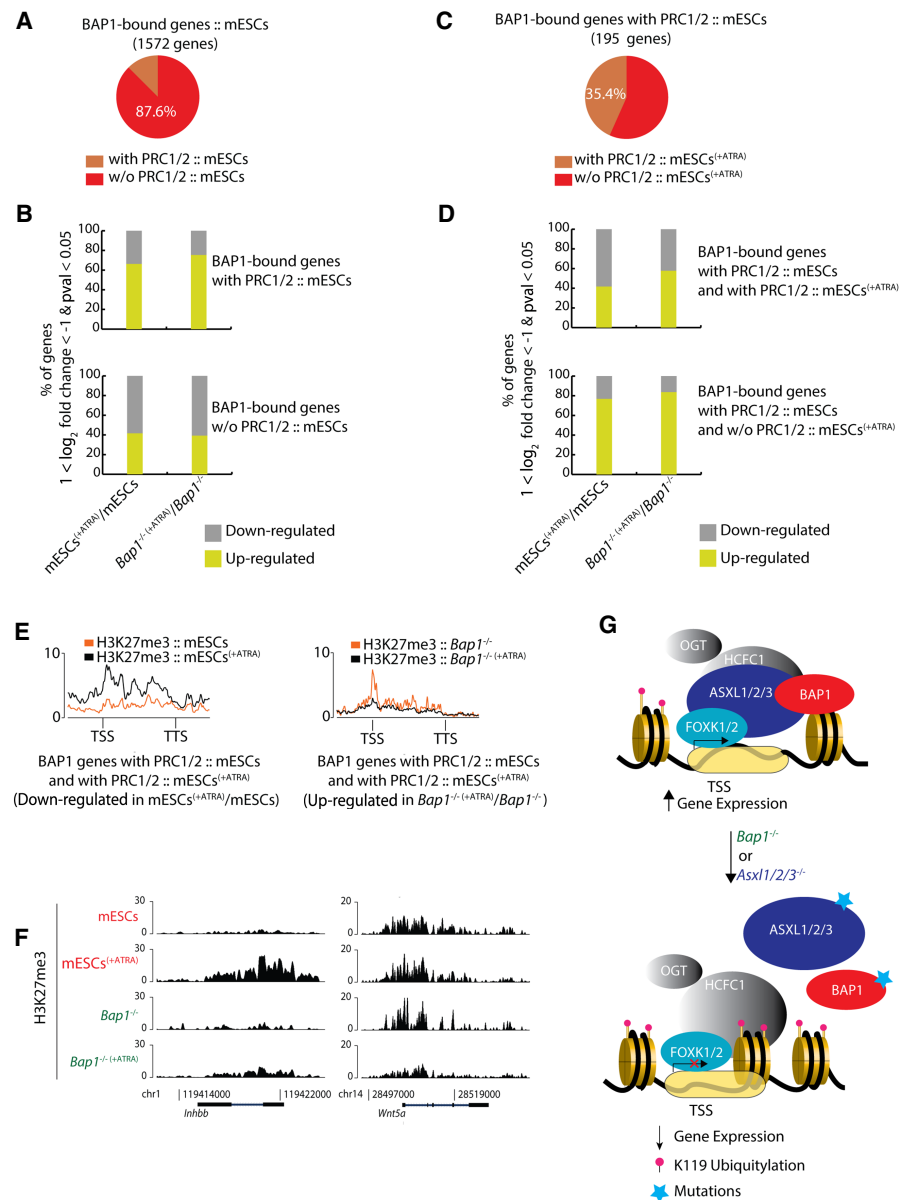 A
BAP1-bound genes :: mESCs
(1572 genes)
87.6%
with PRC1/2 :: mESCs
w/o PRC1/2 :: mESCs
B
% of genes
1 < log2 fold change < -1 & pval < 0.05
100
80
60
40
20
0
BAP1-bound genes
with PRC1/2 :: mESCs
100
80
60
40
20
0
BAP1-bound genes
w/o PRC1/2 :: mESCs
mESCs(+ATRA)/mESCs
Bap1-/- (+ATRA)/Bap1-/-
Down-regulated
Up-regulated
C
BAP1-bound genes with PRC1/2 :: mESCs
(195 genes)
35.4%
with PRC1/2 :: mESCs(+ATRA)
w/o PRC1/2 :: mESCs(+ATRA)
D
% of genes
1 < log2 fold change < -1 & pval < 0.05
100
80
60
40
20
0
BAP1-bound genes
with PRC1/2 :: mESCs
and with PRC1/2 :: mESCs(+ATRA)
100
80
60
40
20
0
BAP1-bound genes
with PRC1/2 :: mESCs
and w/o PRC1/2 :: mESCs(+ATRA)
mESCs(+ATRA)/mESCs
Bap1-/- (+ATRA)/Bap1-/-
Down-regulated
Up-regulated
E
H3K27me3 :: mESCs
H3K27me3 :: mESCs(+ATRA)
10
0
TSS
TTS
BAP1 genes with PRC1/2 :: mESCs
and with PRC1/2 :: mESCs(+ATRA)
(Down-regulated in mESCs(+ATRA)/mESCs)
H3K27me3 :: Bap1-/-
H3K27me3 :: Bap1-/- (+ATRA)
10
0
TSS
TTS
BAP1 genes with PRC1/2 :: mESCs
and with PRC1/2 :: mESCs(+ATRA)
(Up-regulated in Bap1-/- (+ATRA)/Bap1-/-)
F
H3K27me3
mESCs
30
0
20
0
mESCs(+ATRA)
30
0
20
0
Bap1-/-
30
0
20
0
Bap1-/- (+ATRA)
30
0
20
0
chr1
119414000
119422000
Inhbb
chr14
28497000
28519000
Wnt5a
G
OGT
HCFC1
ASXL1/2/3
BAP1
FOXK1/2
TSS
Gene Expression
Bap1-/-
or
Asxl1/2/3-/-
ASXL1/2/3
OGT
HCFC1
BAP1
FOXK1/2
TSS
Gene Expression
K119 Ubiquitylation
Mutations